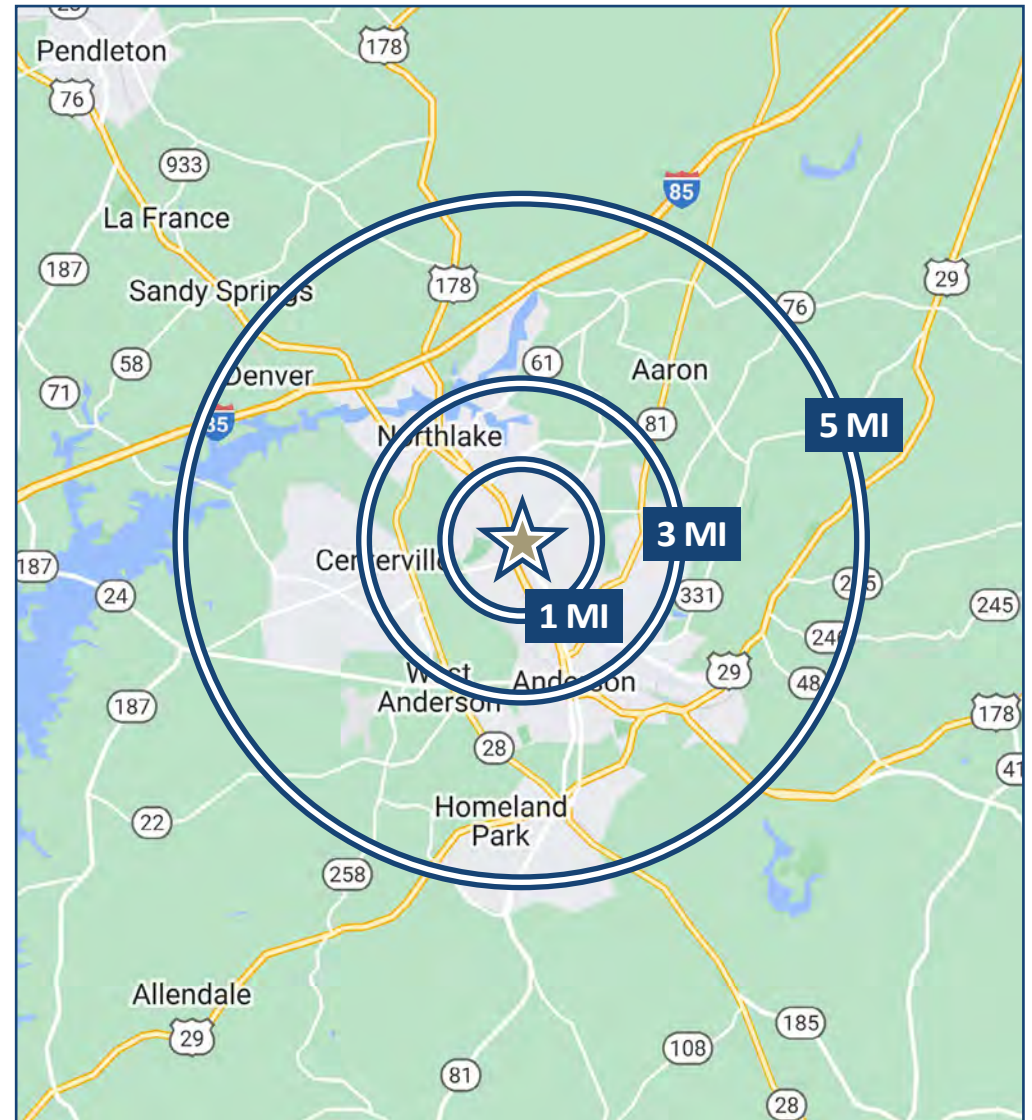 28
Pendleton
178
76
933
La France
187
85
29
178
Sandy Springs
76
58
61
Denver
Aaron
71
81
5 MI
Northlake
3 MI
Centerville
187
24
331
1 MI
245
29
48
West
Anderson
Anderson
187
178
28
41
Homeland
Park
22
258
Allendale
29
185
108
81
28